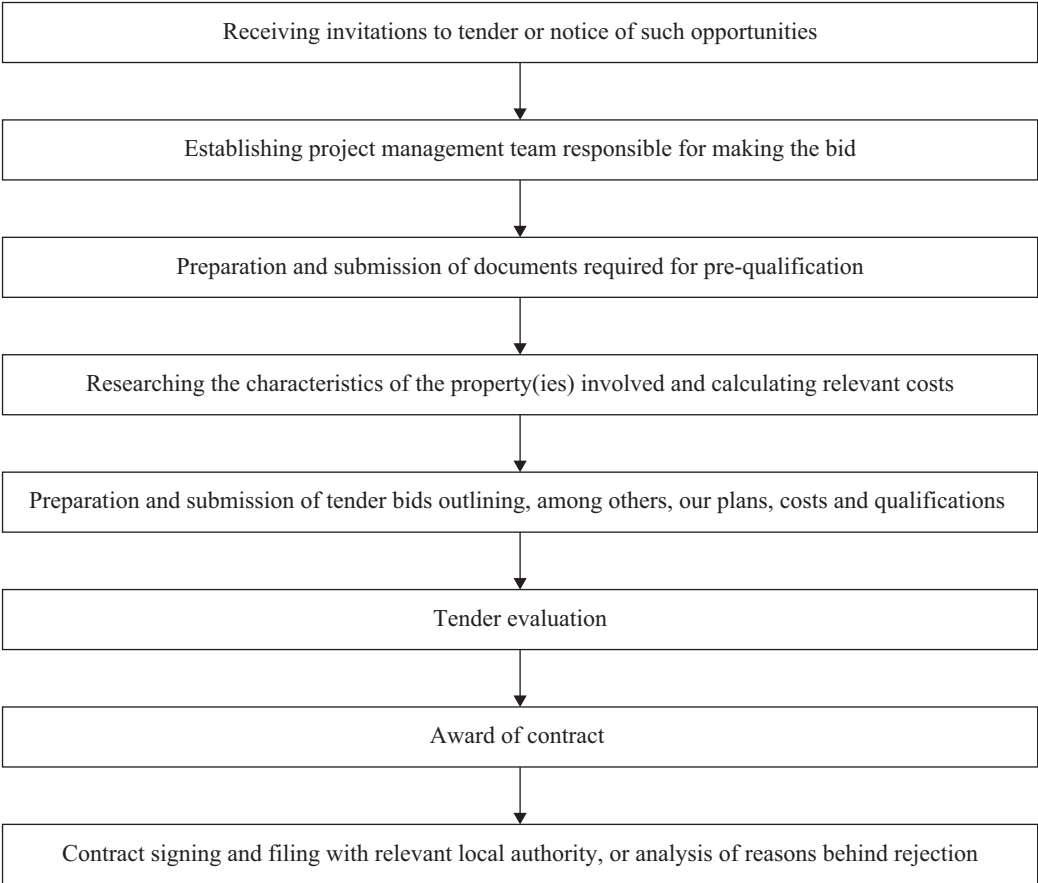 Receiving invitations to tender or notice of such opportunities
Establishing project management team responsible for making the bid
Preparation and submission of documents required for pre-qualification
Researching the characteristics of the property(ies) involved and calculating relevant costs
Preparation and submission of tender bids outlining, among others, our plans, costs and qualifications
Tender evaluation
Award of contract
Contract signing and filing with relevant local authority, or analysis of reasons behind rejection